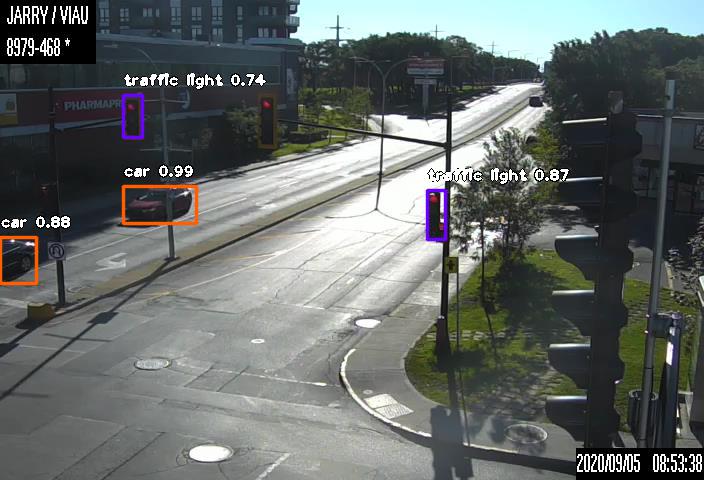 JARRY / VIAU
8979-468 *
traffic light 0.74
PHARMAPR
car 0.99
traffic light 0.87
car 0.88
2020/09/05 08:53:38